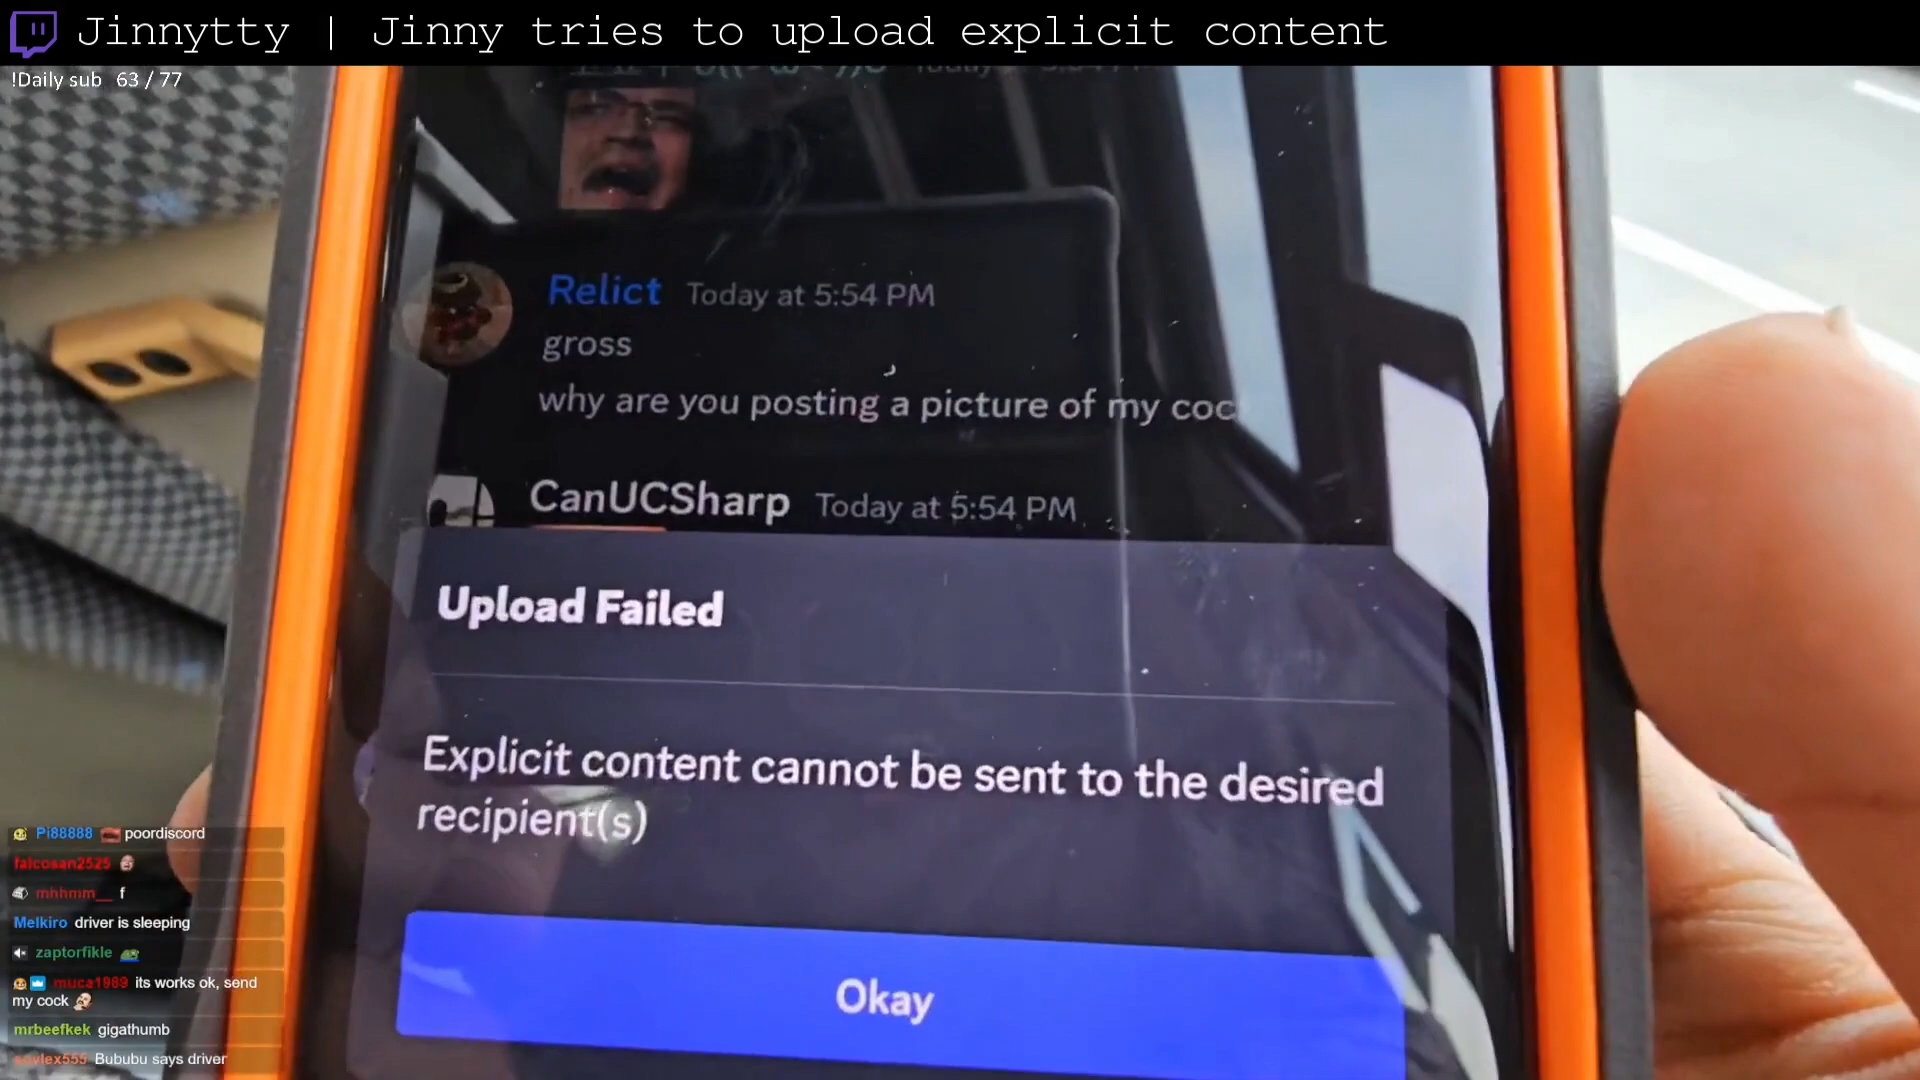 Jinnytty | Jinny tries to upload explicit content
!Daily sub 63 / 77
Relict Today at 5:54 PM
gross
why are you posting a picture of my coc
CanUCSharp Today at 5:54 PM
Upload Failed
Explicit content cannot be sent to the desired
recipient(s)
Okay
Pi88888 poordiscord
falcosan2525
mhhmm__ f
Melkiro driver is sleeping
zaptorfikle
muca1989 its works ok, send
my cock
mrbeefkek gigathumb
Bububu says driver